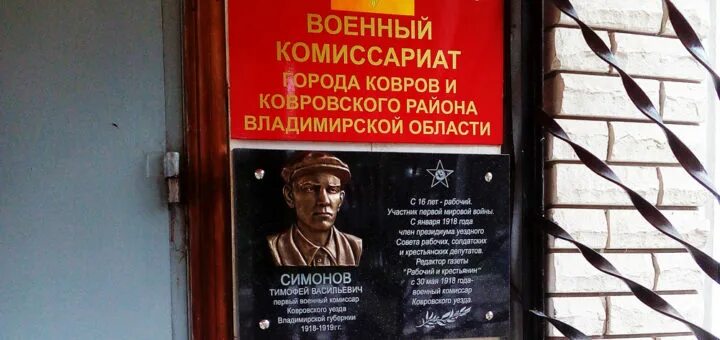 ВОЕННЫЙ
КОМИССАРИАТ
ГОРОДА КОВРОВ И
КОВРОВСКОГО РАЙОНА
ВЛАДИМИРСКОЙ ОБЛАСТИ
СИМОНОВ
ТИМОФЕЙ ВАСИЛЬЕВИЧ
первый военный комиссар
Ковровского уезда
Владимирской губернии
1918-1919гг.
С 16 лет - рабочий.
Участник первой мировой войны.
С января 1918 года
член президиума уездного
Совета рабочих, солдатских
и крестьянских депутатов.
Редактор газеты
"Рабочий и крестьянин"
с 30 мая 1918 года-
военный комиссар
Ковровского уезда.